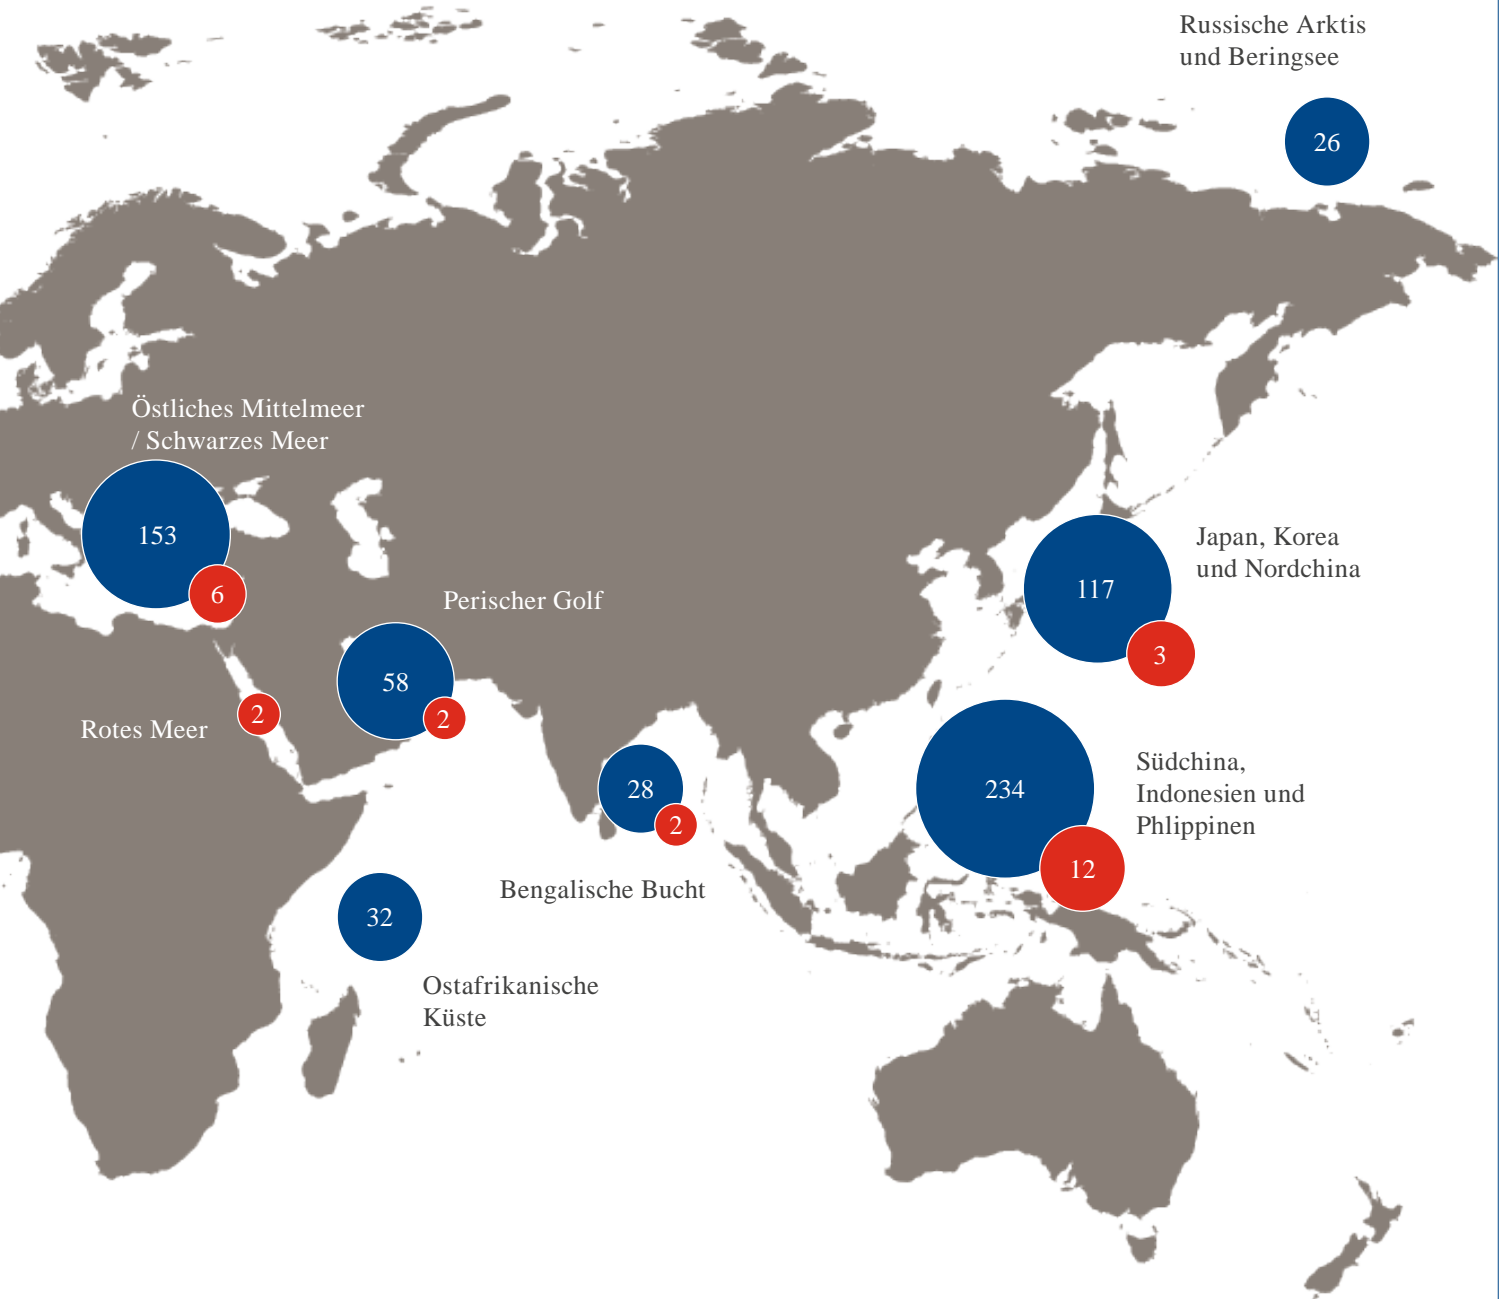 Russische Arktis
und Beringsee
26
Östliches Mittelmeer
/ Schwarzes Meer
153
6
Japan, Korea
und Nordchina
117
3
Perischer Golf
58
2
Rotes Meer
2
28
2
Bengalische Bucht
234
12
Südchina,
Indonesien und
Phlippinen
32
Ostafrikanische
Küste